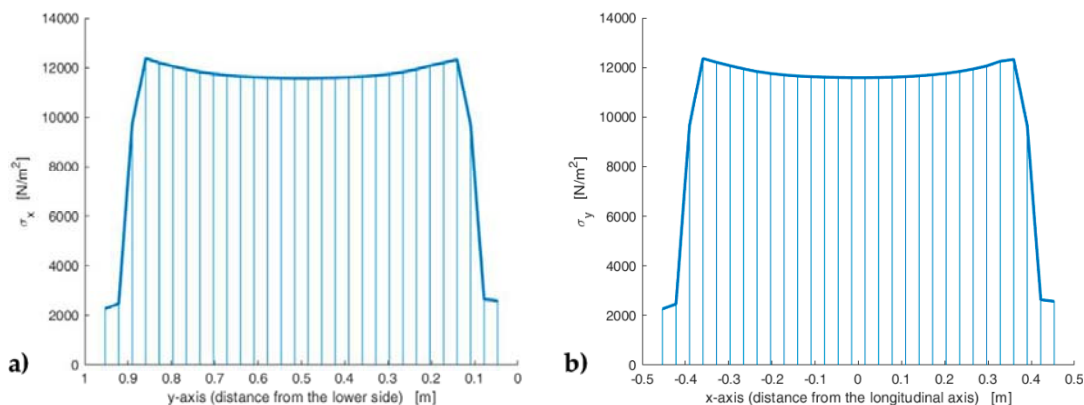 14000
12000
10000
8000
6000
4000
2000
0
σx [N/m²]
1 0.9 0.8 0.7 0.6 0.5 0.4 0.3 0.2 0.1 0
y-axis (distance from the lower side) [m]
a)
14000
12000
10000
8000
6000
4000
2000
0
σy [N/m²]
-0.5 -0.4 -0.3 -0.2 -0.1 0 0.1 0.2 0.3 0.4 0.5
x-axis (distance from the longitudinal axis) [m]
b)